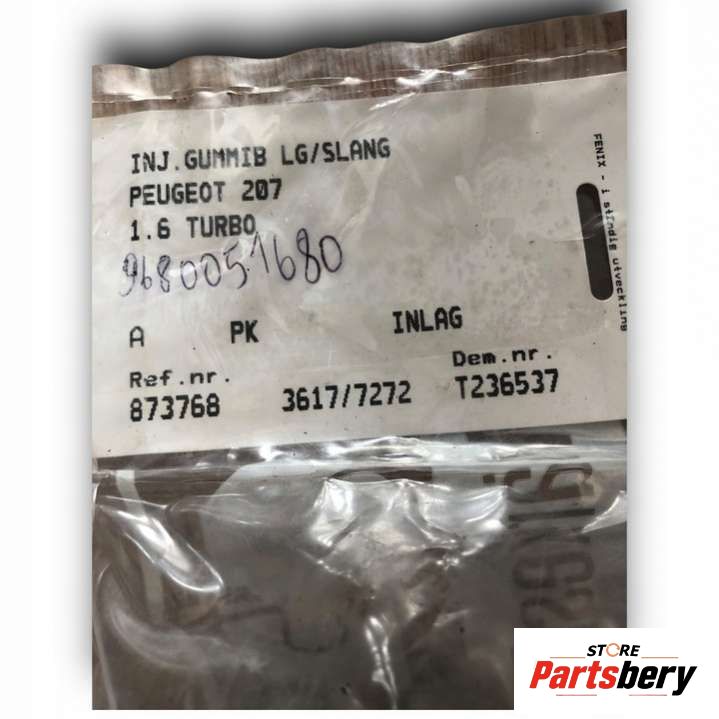 INJ.GUMMIB LG/SLANG
PEUGEOT 207
1.6 TURBO
9680051680
A PK INLAG
Ref.nr. Dem.nr.
873768 3617/7272 T236537
FENIX - i ständig utveckling
STORE
Partsbery